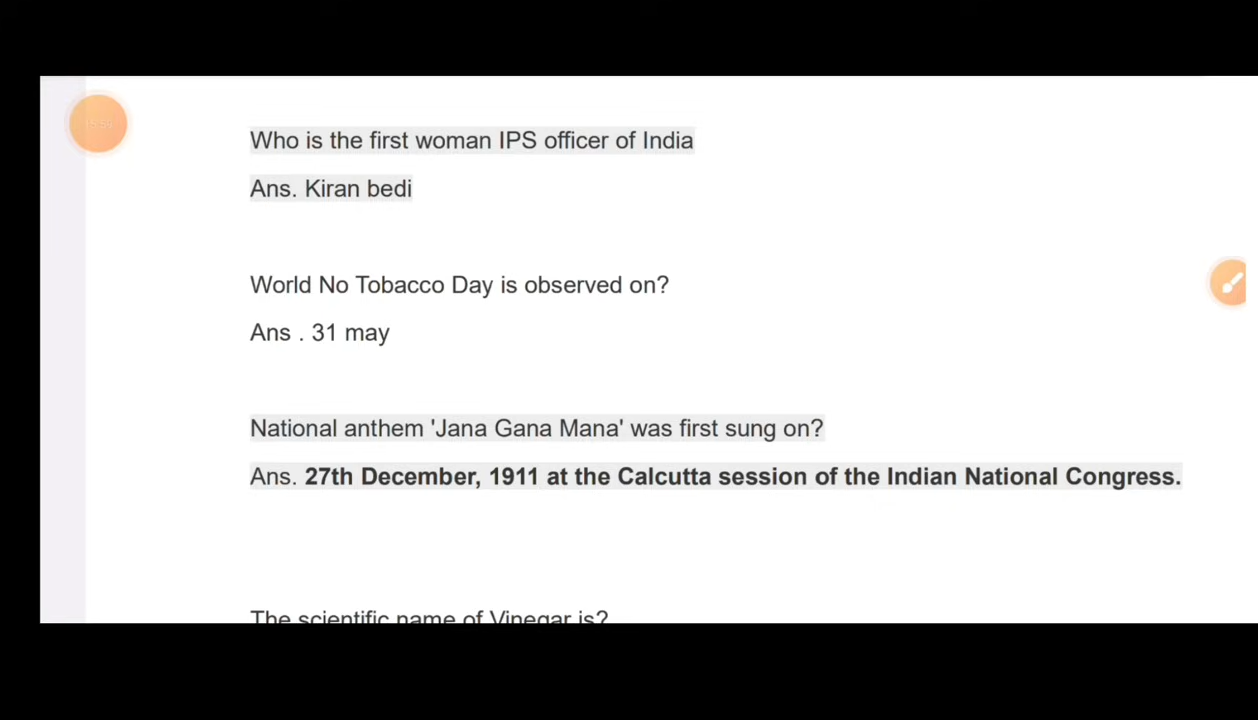 Who is the first woman IPS officer of India
Ans. Kiran bedi
World No Tobacco Day is observed on?
Ans . 31 may
National anthem 'Jana Gana Mana' was first sung on?
Ans. 27th December, 1911 at the Calcutta session of the Indian National Congress.
The scientific name of Vinegar is?